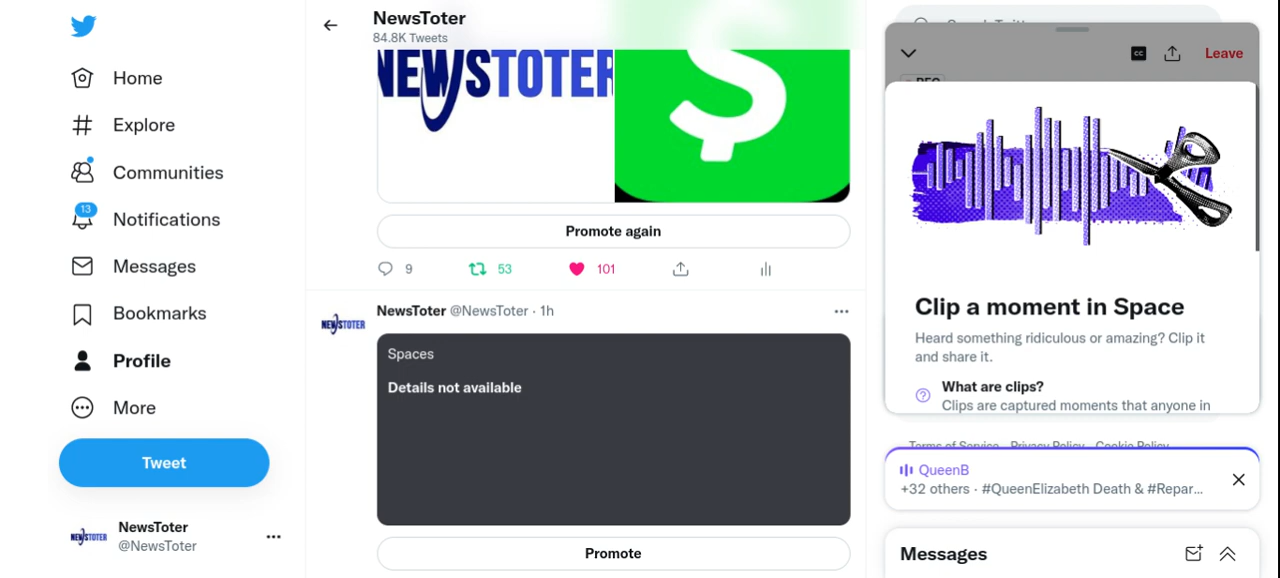 Home
Explore
Communities
13
Notifications
Messages
Bookmarks
Profile
More
Tweet
NewsToter
@NewsToter
NewsToter
84.8K Tweets
NEWSTOTER
$
Promote again
9 53 101
NewsToter @NewsToter · 1h
NEWSTOTER
Spaces
Details not available
Promote
CC
Leave
REC
Clip a moment in Space
Heard something ridiculous or amazing? Clip it
and share it.
What are clips?
Clips are captured moments that anyone in
Terms of Service Privacy Policy Cookie Policy
QueenB
+32 others · #QueenElizabeth Death & #Repar...
Messages